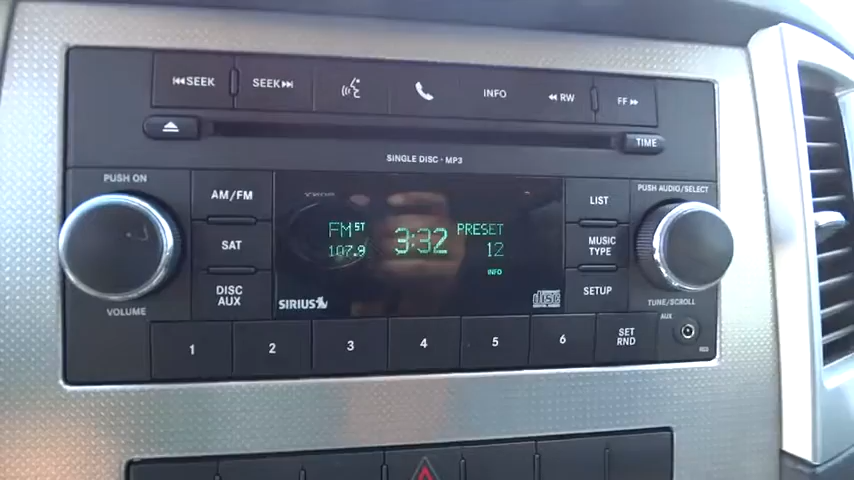 SEEK SEEK INFO RW FF
TIME
SINGLE DISC · MP3
PUSH ON
PUSH AUDIO/SELECT
AM/FM
LIST
SAT
MUSIC
TYPE
DISC
AUX
SETUP
FM ST
107.9
3:32
PRESET
12
INFO
SIRIUS
disc
VOLUME
TUNE/SCROLL
AUX
1 2 3 4 5 6
SET
RND